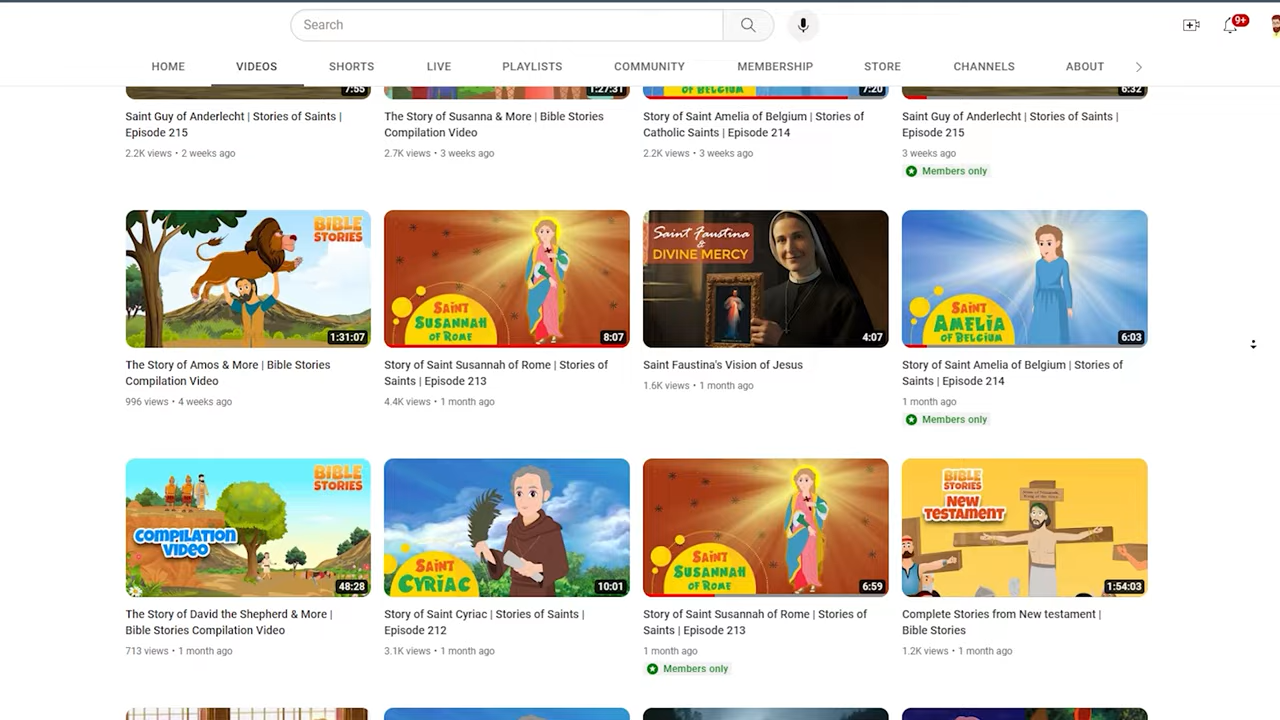 Search
9+
HOME
VIDEOS
SHORTS
LIVE
PLAYLISTS
COMMUNITY
MEMBERSHIP
STORE
CHANNELS
ABOUT
7:55
1:27:31
OF BELGIUM
7:20
6:32
Saint Guy of Anderlecht | Stories of Saints |
Episode 215
2.2K views • 2 weeks ago
The Story of Susanna & More | Bible Stories
Compilation Video
2.7K views • 3 weeks ago
Story of Saint Amelia of Belgium | Stories of
Catholic Saints | Episode 214
2.2K views • 3 weeks ago
Saint Guy of Anderlecht | Stories of Saints |
Episode 215
3 weeks ago
Members only
BIBLE
STORIES
1:31:07
The Story of Amos & More | Bible Stories
Compilation Video
996 views • 4 weeks ago
SAINT
SUSANNAH
OF ROME
8:07
Story of Saint Susannah of Rome | Stories of
Saints | Episode 213
4.4K views • 1 month ago
Saint Faustina
&
DIVINE MERCY
4:07
Saint Faustina's Vision of Jesus
1.6K views • 1 month ago
SAINT
AMELIA
OF BELGIUM
6:03
Story of Saint Amelia of Belgium | Stories of
Saints | Episode 214
1 month ago
Members only
BIBLE
STORIES
COMPILATION
VIDEO
48:28
The Story of David the Shepherd & More |
Bible Stories Compilation Video
713 views • 1 month ago
SAINT
CYRIAC
10:01
Story of Saint Cyriac | Stories of Saints |
Episode 212
3.1K views • 1 month ago
SAINT
SUSANNAH
OF ROME
6:59
Story of Saint Susannah of Rome | Stories of
Saints | Episode 213
1 month ago
Members only
BIBLE
STORIES
NEW
TESTAMENT
1:54:03
Complete Stories from New testament |
Bible Stories
1.2K views • 1 month ago